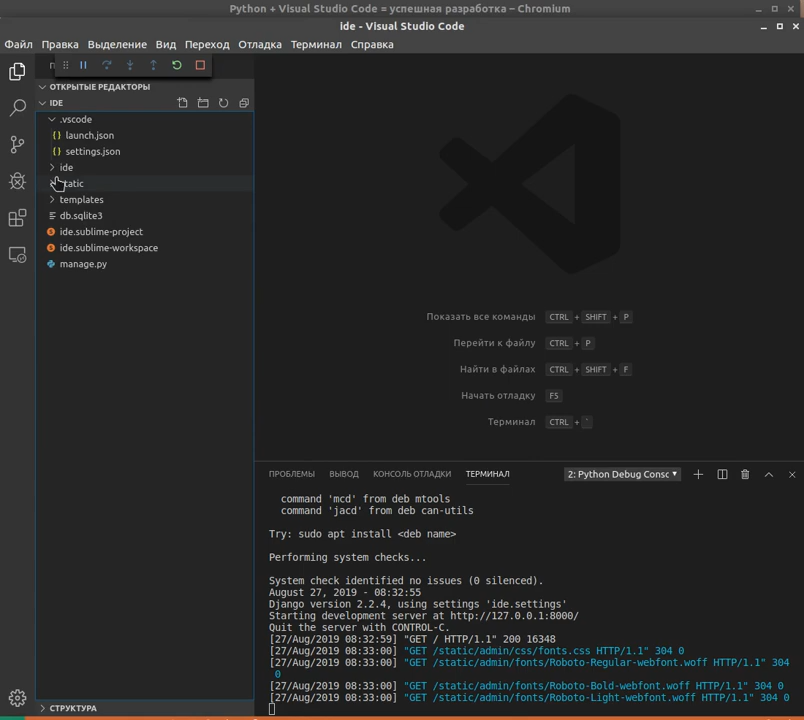 Python + Visual Studio Code = успешная разработка – Chromium
ide - Visual Studio Code
Файл Правка Выделение Вид Переход Отладка Терминал Справка
ОТКРЫТЫЕ РЕДАКТОРЫ
IDE
.vscode
launch.json
settings.json
ide
static
templates
db.sqlite3
ide.sublime-project
ide.sublime-workspace
manage.py
СТРУКТУРА
Показать все команды CTRL + SHIFT + P
Перейти к файлу CTRL + P
Найти в файлах CTRL + SHIFT + F
Начать отладку F5
Терминал CTRL + `
ПРОБЛЕМЫ ВЫВОД КОНСОЛЬ ОТЛАДКИ ТЕРМИНАЛ 2: Python Debug Consc
command 'mcd' from deb mtools
command 'jacd' from deb can-utils
Try: sudo apt install <deb name>
Performing system checks...
System check identified no issues (0 silenced).
August 27, 2019 - 08:32:55
Django version 2.2.4, using settings 'ide.settings'
Starting development server at http://127.0.0.1:8000/
Quit the server with CONTROL-C.
[27/Aug/2019 08:32:59] "GET / HTTP/1.1" 200 16348
[27/Aug/2019 08:33:00] "GET /static/admin/css/fonts.css HTTP/1.1" 304 0
[27/Aug/2019 08:33:00] "GET /static/admin/fonts/Roboto-Regular-webfont.woff HTTP/1.1" 304
0
[27/Aug/2019 08:33:00] "GET /static/admin/fonts/Roboto-Bold-webfont.woff HTTP/1.1" 304 0
[27/Aug/2019 08:33:00] "GET /static/admin/fonts/Roboto-Light-webfont.woff HTTP/1.1" 304 0